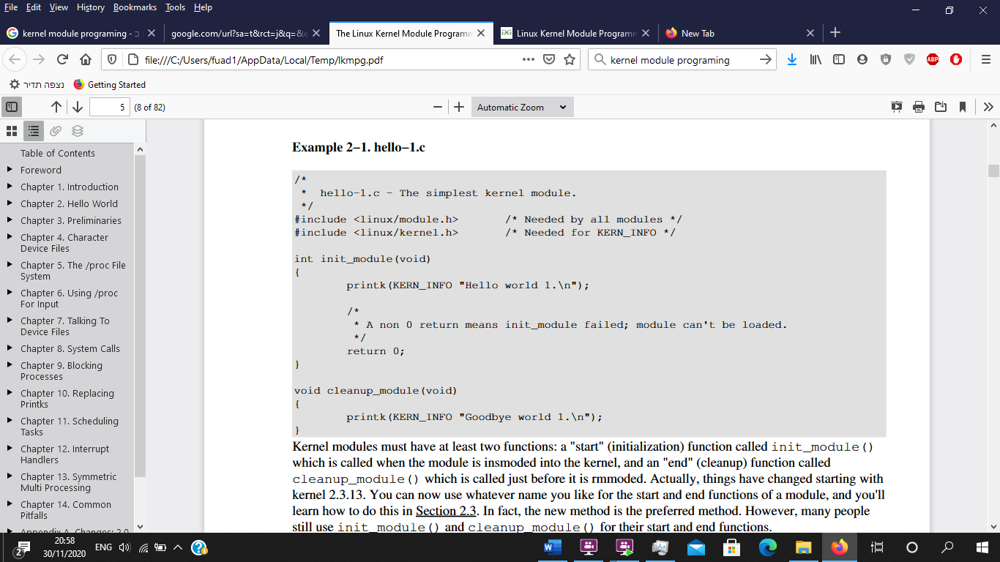 File Edit View History Bookmarks Tools Help
kernel module programing - ב
google.com/url?sa=t&rct=j&q=&e
The Linux Kernel Module Programm
Linux Kernel Module Programm
New Tab
file:///C:/Users/fuad1/AppData/Local/Temp/lkmpg.pdf
kernel module programing
ABP
נצפה תדיר
Getting Started
5 (8 of 82)
Automatic Zoom
Table of Contents
Foreword
Chapter 1. Introduction
Chapter 2. Hello World
Chapter 3. Preliminaries
Chapter 4. Character
Device Files
Chapter 5. The /proc File
System
Chapter 6. Using /proc
For Input
Chapter 7. Talking To
Device Files
Chapter 8. System Calls
Chapter 9. Blocking
Processes
Chapter 10. Replacing
Printks
Chapter 11. Scheduling
Tasks
Chapter 12. Interrupt
Handlers
Chapter 13. Symmetric
Multi Processing
Chapter 14. Common
Pitfalls
Appendix A. Changes: 2.0
Example 2−1. hello−1.c
/*
*  hello−1.c − The simplest kernel module.
*/
#include <linux/module.h>       /* Needed by all modules */
#include <linux/kernel.h>       /* Needed for KERN_INFO */
int init_module(void)
{
printk(KERN_INFO "Hello world 1.\n");
/*
* A non 0 return means init_module failed; module can't be loaded.
*/
return 0;
}
void cleanup_module(void)
{
printk(KERN_INFO "Goodbye world 1.\n");
}
Kernel modules must have at least two functions: a "start" (initialization) function called init_module()
which is called when the module is insmoded into the kernel, and an "end" (cleanup) function called
cleanup_module() which is called just before it is rmmoded. Actually, things have changed starting with
kernel 2.3.13. You can now use whatever name you like for the start and end functions of a module, and you'll
learn how to do this in Section 2.3. In fact, the new method is the preferred method. However, many people
still use init_module() and cleanup_module() for their start and end functions.
2
20:58
30/11/2020
ENG